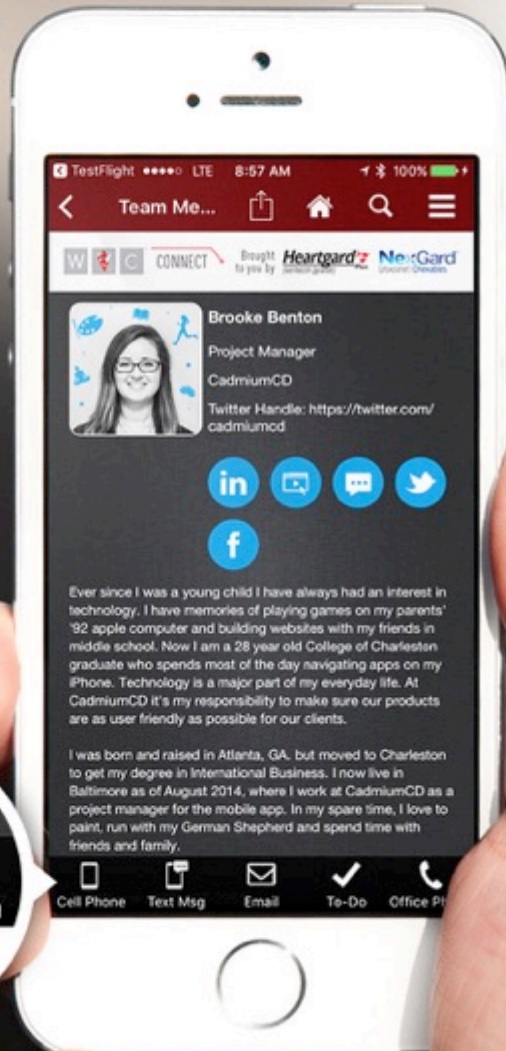 TestFlight LTE 8:57 AM 100%
Team Me...
W C CONNECT Brought to you by Heartgard Plus NexGard
Brooke Benton
Project Manager
CadmiumCD
Twitter Handle: https://twitter.com/
cadmiumcd
in
f
Ever since I was a young child I have always had an interest in
technology. I have memories of playing games on my parents'
'92 apple computer and building websites with my friends in
middle school. Now I am a 28 year old College of Charleston
graduate who spends most of the day navigating apps on my
iPhone. Technology is a major part of my everyday life. At
CadmiumCD it's my responsibility to make sure our products
are as user friendly as possible for our clients.
I was born and raised in Atlanta, GA. but moved to Charleston
to get my degree in International Business. I now live in
Baltimore as of August 2014, where I work at CadmiumCD as a
project manager for the mobile app. In my spare time, I love to
paint, run with my German Shepherd and spend time with
friends and family.
Cell Phone Text Msg Email To-Do Office